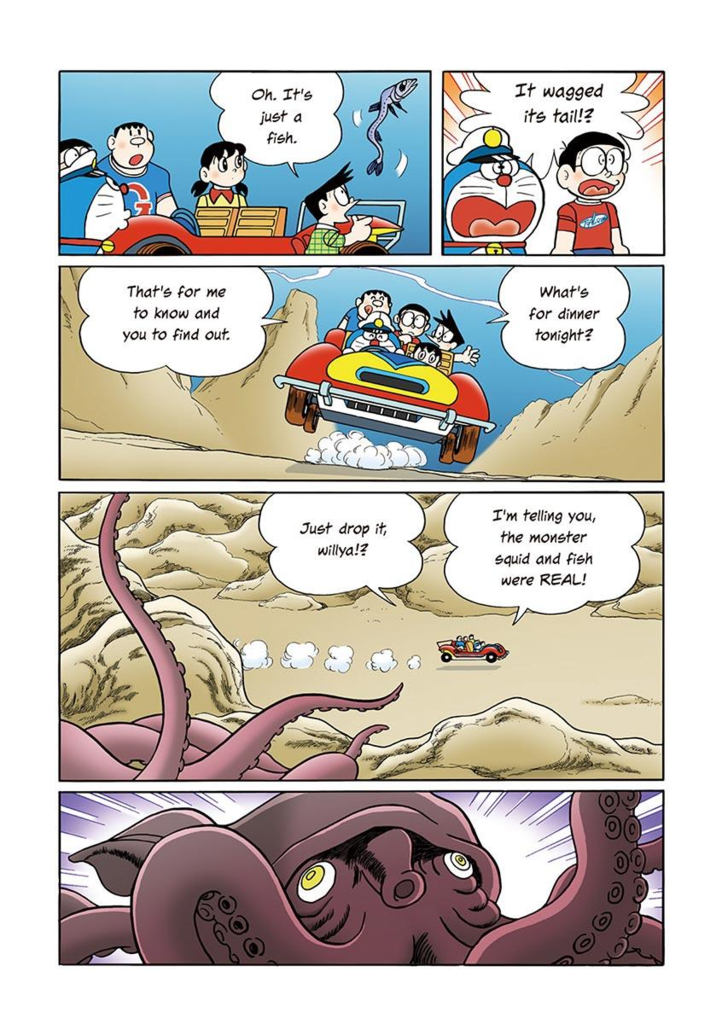 It wagged
its tail!?
Oh. It's
just a
fish.
G
What's
for dinner
tonight?
That's for me
to know and
you to find out.
I'm telling you,
the monster
squid and fish
were REAL!
Just drop it,
willya!?